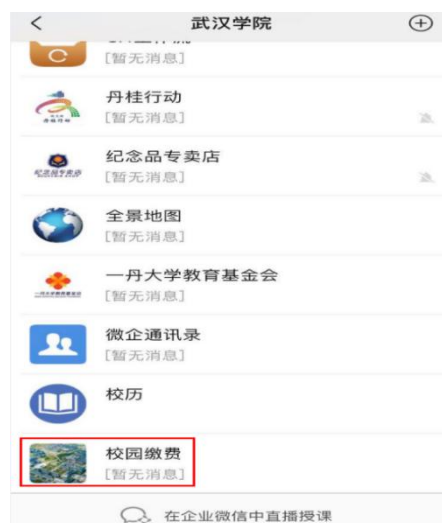 武汉学院
[暂无消息]
丹桂行动
[暂无消息]
纪念品专卖店
[暂无消息]
全景地图
[暂无消息]
一丹大学教育基金会
[暂无消息]
微企通讯录
[暂无消息]
校历
校园缴费
[暂无消息]
在企业微信中直播授课